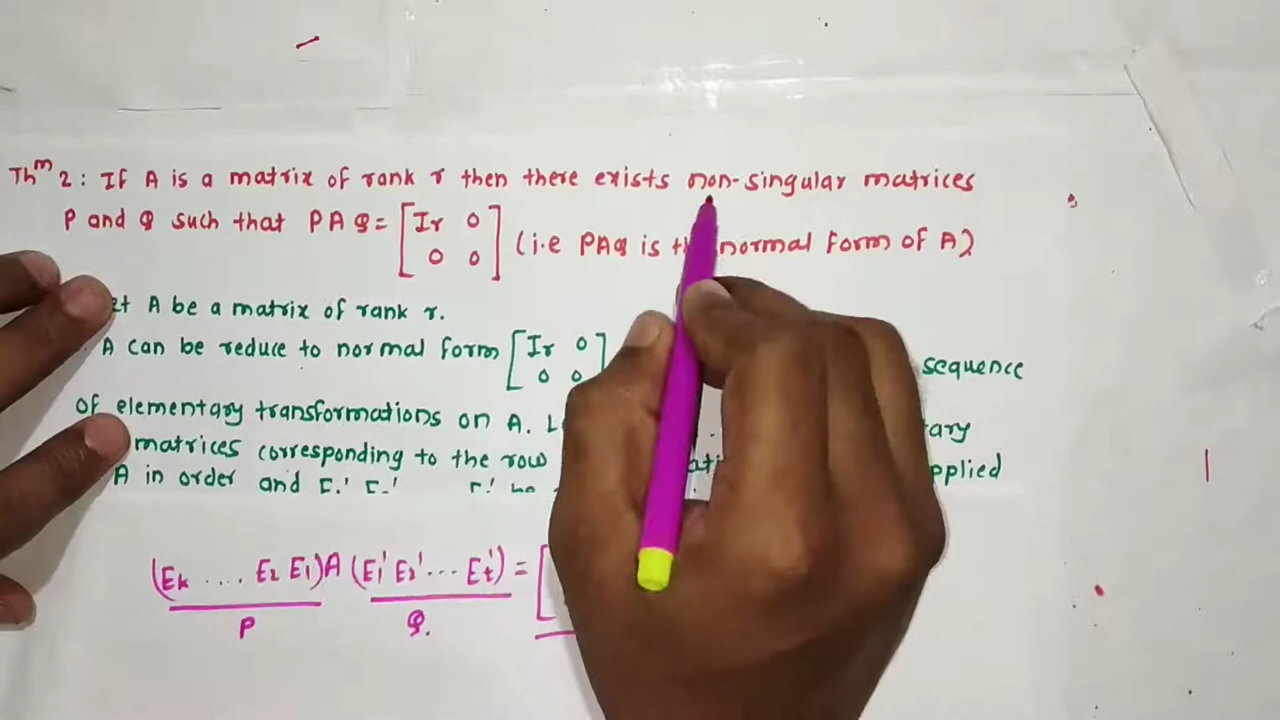 Thm 2: If A is a matrix of rank r then there exists non-singular matrices
P and Q such that PAQ = [Ir 0
0 0] (i.e PAQ is the normal form of A)
A be a matrix of rank r.
A can be reduce to normal form [Ir 0
0 0 sequence
of elementary transformations on A.
matrices corresponding to the row applied
A in order and
(Ek .... E2 E1) A (E1' E2' ... Et') = [
P Q.